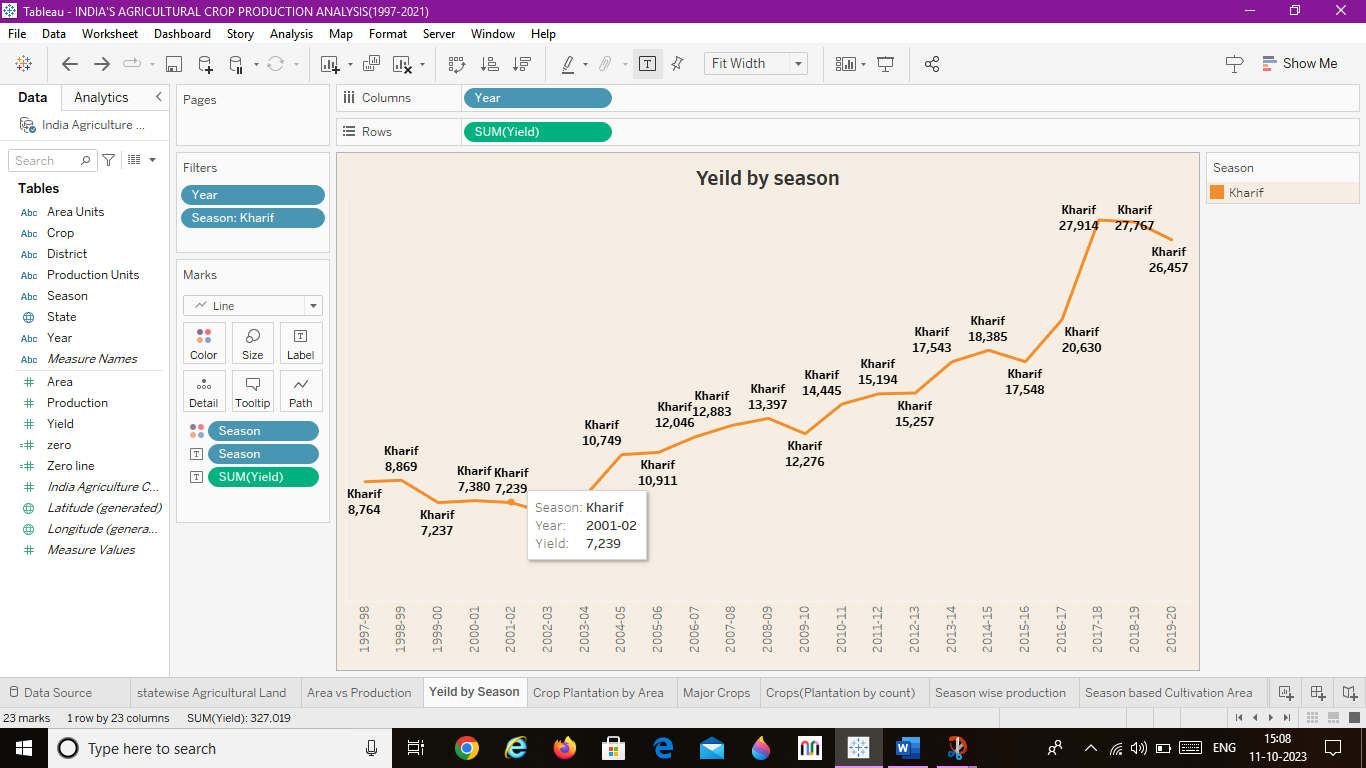 Tableau - INDIA'S AGRICULTURAL CROP PRODUCTION ANALYSIS(1997-2021)
File Data Worksheet Dashboard Story Analysis Map Format Server Window Help
Fit Width
Show Me
Data Analytics
India Agriculture ...
Search
Tables
Abc Area Units
Abc Crop
Abc District
Abc Production Units
Abc Season
State
Abc Year
Abc Measure Names
# Area
# Production
# Yield
=# zero
=# Zero line
# India Agriculture C...
Latitude (generated)
Longitude (genera...
# Measure Values
Pages
Filters
Year
Season: Kharif
Marks
Line
Color Size Label
Detail Tooltip Path
Season
T Season
T SUM(Yield)
Columns Year
Rows SUM(Yield)
Yeild by season
Kharif
8,764
Kharif
8,869
Kharif
7,237
Kharif
7,380
Kharif
7,239
Kharif
10,749
Kharif
10,911
Kharif
12,046
12,883
Kharif
13,397
Kharif
12,276
Kharif
14,445
Kharif
15,194
Kharif
15,257
Kharif
17,543
Kharif
18,385
Kharif
17,548
Kharif
20,630
Kharif
27,914
Kharif
27,767
Kharif
26,457
Season: Kharif
Year: 2001-02
Yield: 7,239
1997-98
1998-99
1999-00
2000-01
2001-02
2002-03
2003-04
2004-05
2005-06
2006-07
2007-08
2008-09
2009-10
2010-11
2011-12
2012-13
2013-14
2014-15
2015-16
2016-17
2017-18
2018-19
2019-20
Season
Kharif
Data Source statewise Agricultural Land Area vs Production Yeild by Season Crop Plantation by Area Major Crops Crops(Plantation by count) Season wise production Season based Cultivation Area
23 marks 1 row by 23 columns SUM(Yield): 327,019
Type here to search
ENG
15:08
11-10-2023